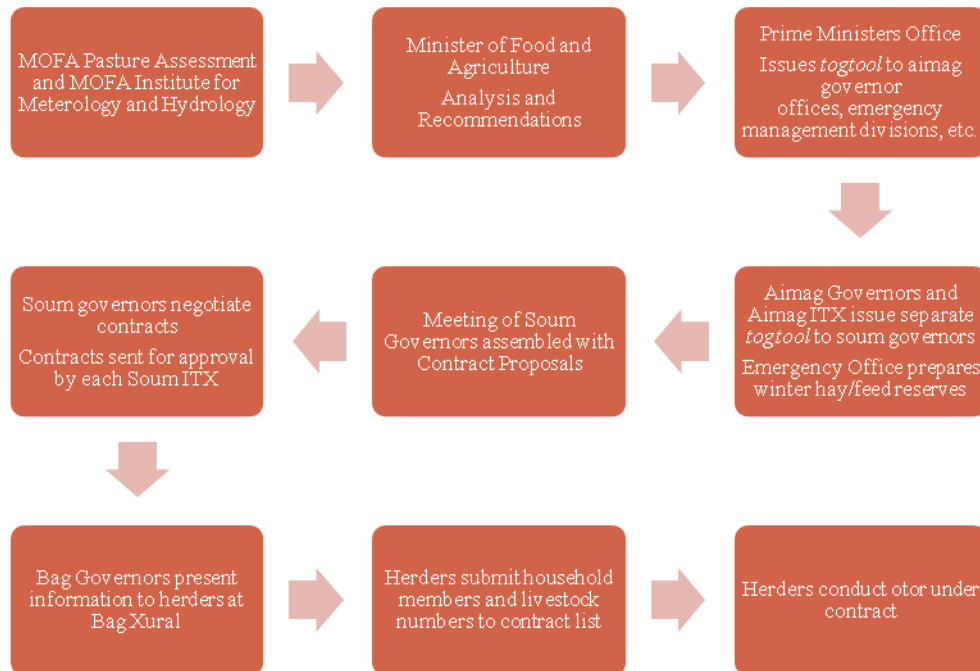 MOFA Pasture Assessment
and MOFA Institute for
Meterology and Hydrology
Minister of Food and
Agriculture
Analysis and
Recommendations
Prime Ministers Office
Issues togtool to aimag
governor
offices, emergency
management divisions, etc.
Aimag Governors and
Aimag ITX issue separate
togtool to soum governors
Emergency Office prepares
winter hay/feed reserves
Meeting of Soum
Governors assembled with
Contract Proposals
Soum governors negotiate
contracts
Contracts sent for approval
by each Soum ITX
Bag Governors present
information to herders at
Bag Xural
Herders submit household
members and livestock
numbers to contract list
Herders conduct otor under
contract